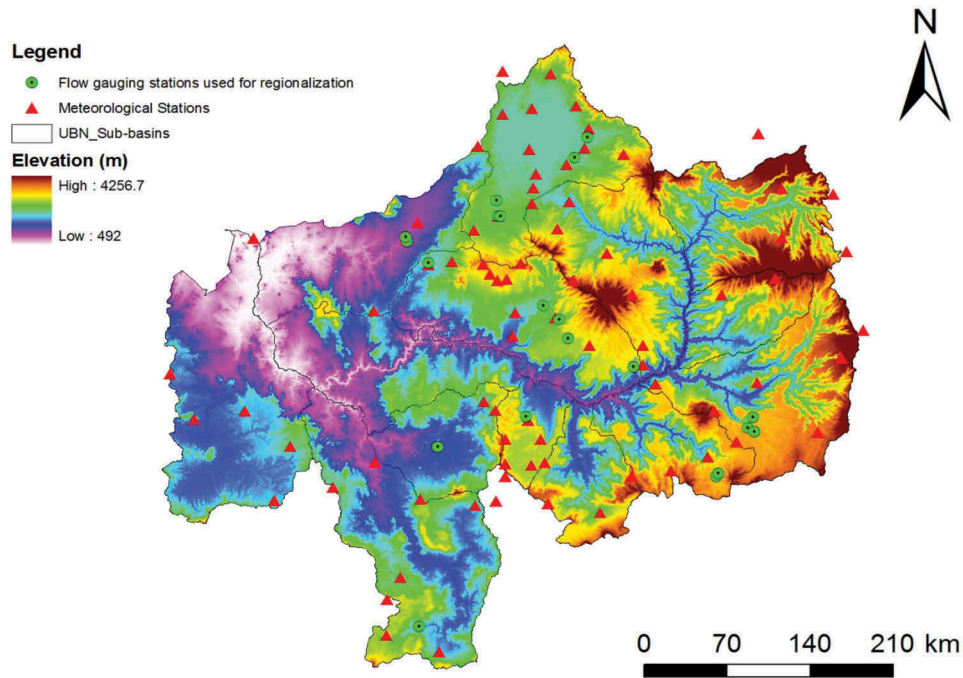 N
Legend
Flow gauging stations used for regionalization
Meteorological Stations
UBN_Sub-basins
Elevation (m)
High : 4256.7
Low : 492
0 70 140 210 km